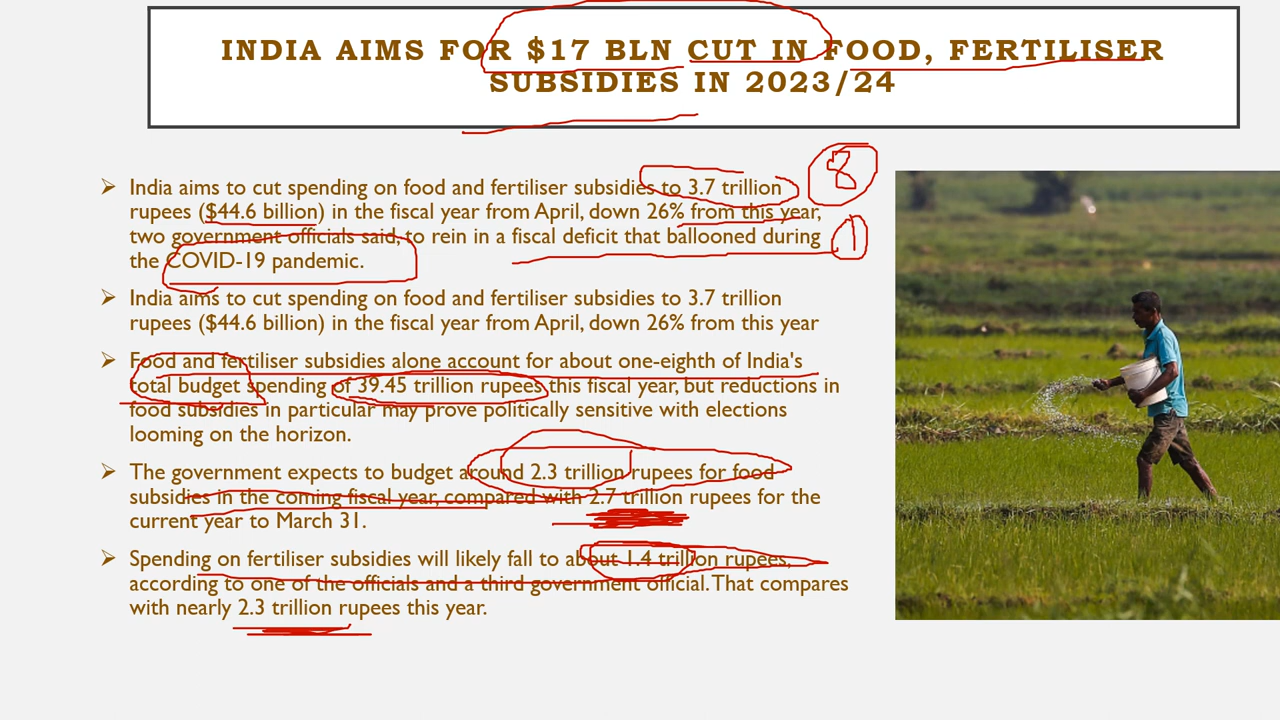 INDIA AIMS FOR $17 BLN CUT IN FOOD, FERTILISER
SUBSIDIES IN 2023/24
8
➢ India aims to cut spending on food and fertiliser subsidies to 3.7 trillion
rupees ($44.6 billion) in the fiscal year from April, down 26% from this year,
two government officials said, to rein in a fiscal deficit that ballooned during
1
the COVID-19 pandemic.
➢ India aims to cut spending on food and fertiliser subsidies to 3.7 trillion
rupees ($44.6 billion) in the fiscal year from April, down 26% from this year
➢ Food and fertiliser subsidies alone account for about one-eighth of India's
total budget spending of 39.45 trillion rupees this fiscal year, but reductions in
food subsidies in particular may prove politically sensitive with elections
looming on the horizon.
➢ The government expects to budget around 2.3 trillion rupees for food
subsidies in the coming fiscal year, compared with 2.7 trillion rupees for the
current year to March 31.
➢ Spending on fertiliser subsidies will likely fall to about 1.4 trillion rupees,
according to one of the officials and a third government official. That compares
with nearly 2.3 trillion rupees this year.